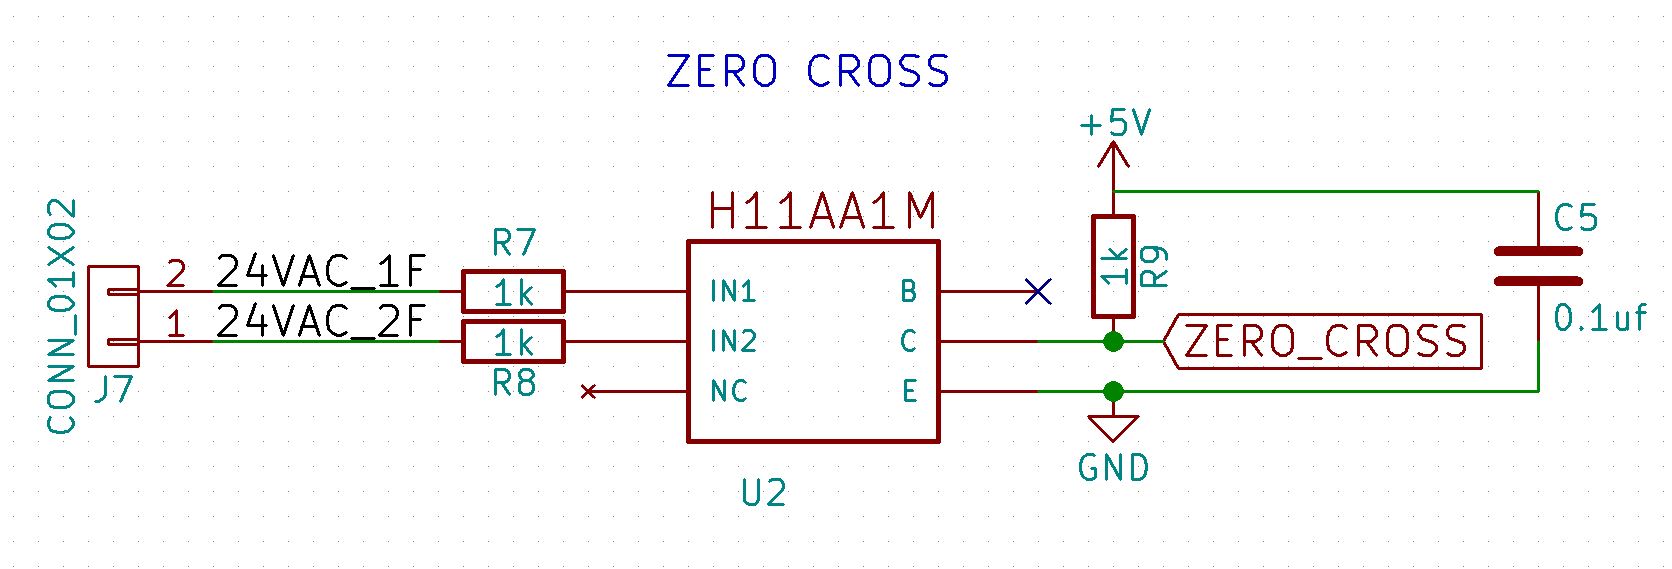 ZERO CROSS
+5V
H11AA1M
C5
CONN_01X02
R7
2
24VAC_1F
1k
IN1
B
1k
R9
1
24VAC_2F
1k
IN2
C
ZERO_CROSS
0.1uf
J7
R8
NC
E
GND
U2